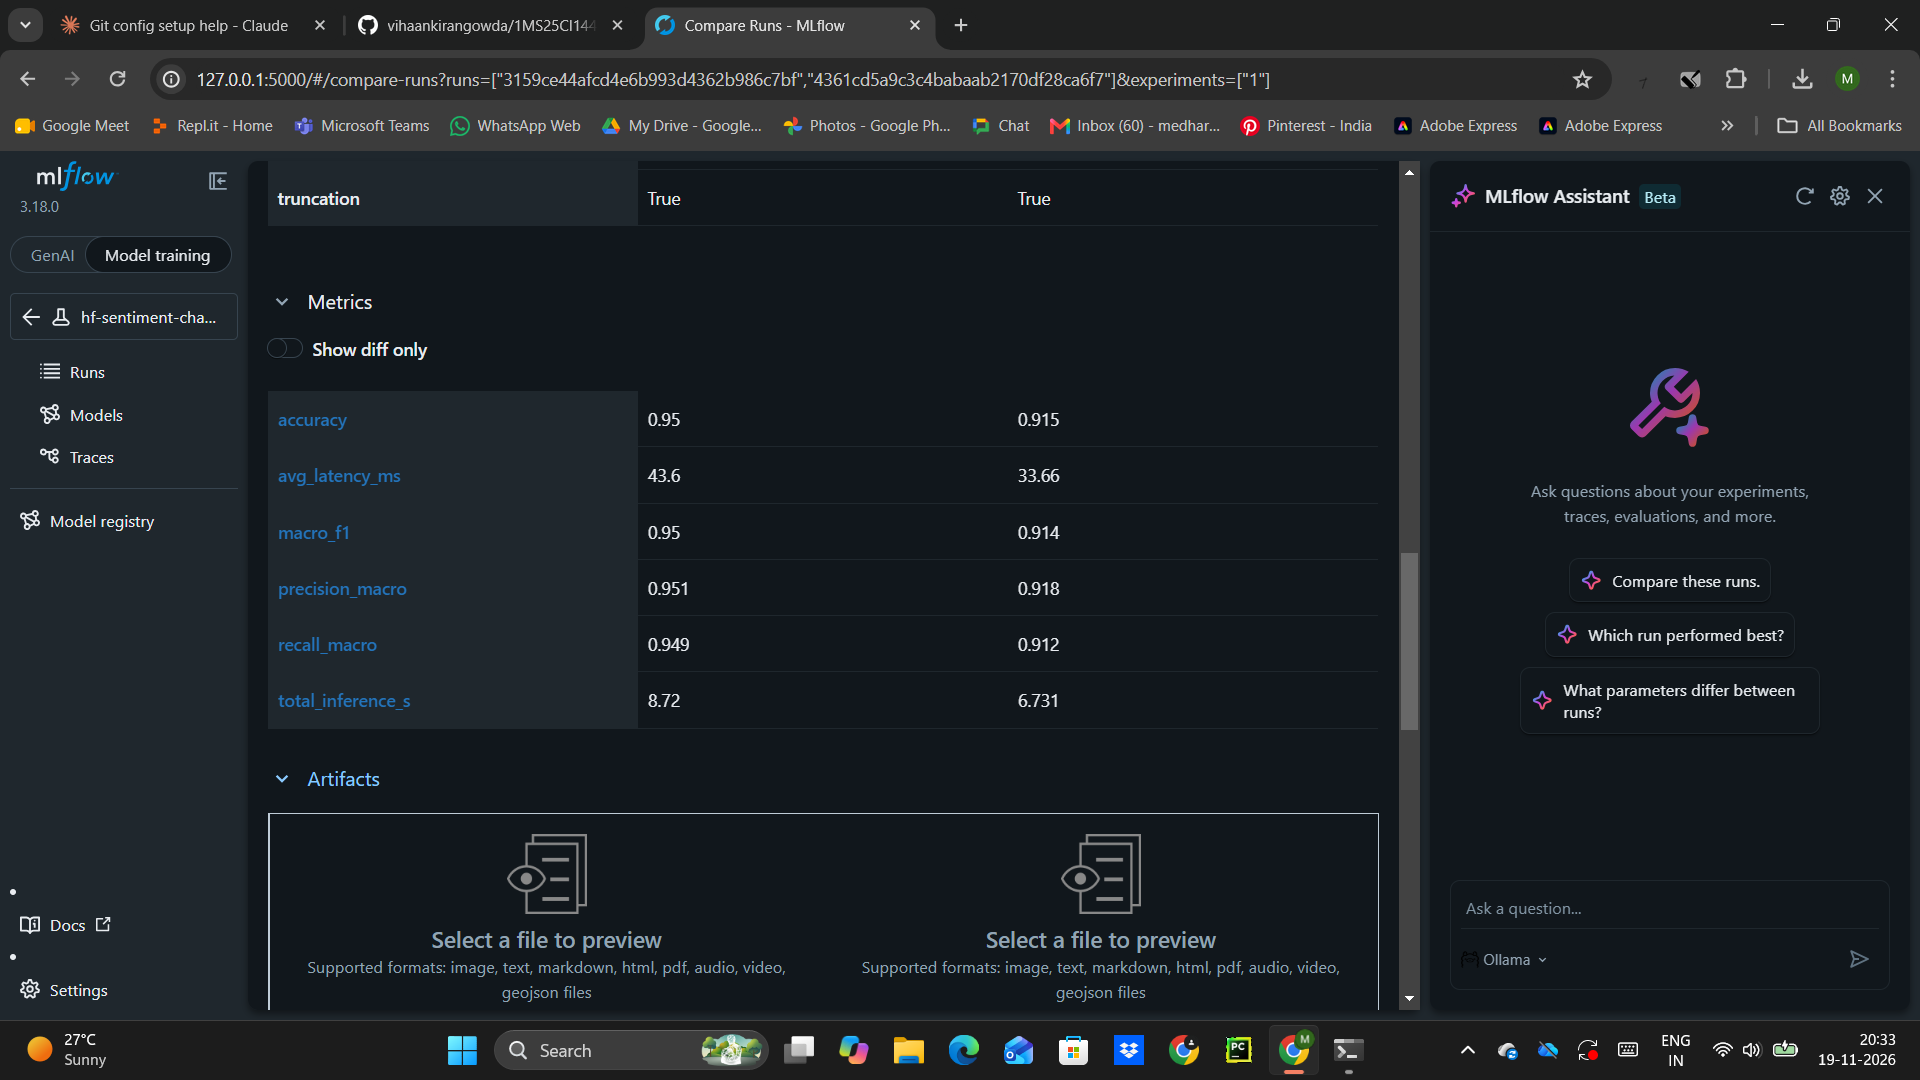 Git config setup help - Claude
vihaankirangowda/1MS25CI144
Compare Runs - MLflow
127.0.0.1:5000/#/compare-runs?runs=["3159ce44afcd4e6b993d4362b986c7bf","4361cd5a9c3c4babaab2170df28ca6f7"]&experiments=["1"]
M
Google Meet
Repl.it - Home
Microsoft Teams
WhatsApp Web
My Drive - Google...
Photos - Google Ph...
Chat
Inbox (60) - medhar...
Pinterest - India
Adobe Express
Adobe Express
All Bookmarks
mlflow
3.18.0
GenAI
Model training
hf-sentiment-cha...
Runs
Models
Traces
Model registry
Docs
Settings
truncation True True
Metrics
Show diff only
accuracy 0.95 0.915
avg_latency_ms 43.6 33.66
macro_f1 0.95 0.914
precision_macro 0.951 0.918
recall_macro 0.949 0.912
total_inference_s 8.72 6.731
Artifacts
Select a file to preview
Supported formats: image, text, markdown, html, pdf, audio, video,
geojson files
Select a file to preview
Supported formats: image, text, markdown, html, pdf, audio, video,
geojson files
MLflow Assistant Beta
Ask questions about your experiments,
traces, evaluations, and more.
Compare these runs.
Which run performed best?
What parameters differ between
runs?
Ask a question...
Ollama
27°C
Sunny
Search
PC
M
ENG
IN
20:33
19-11-2026